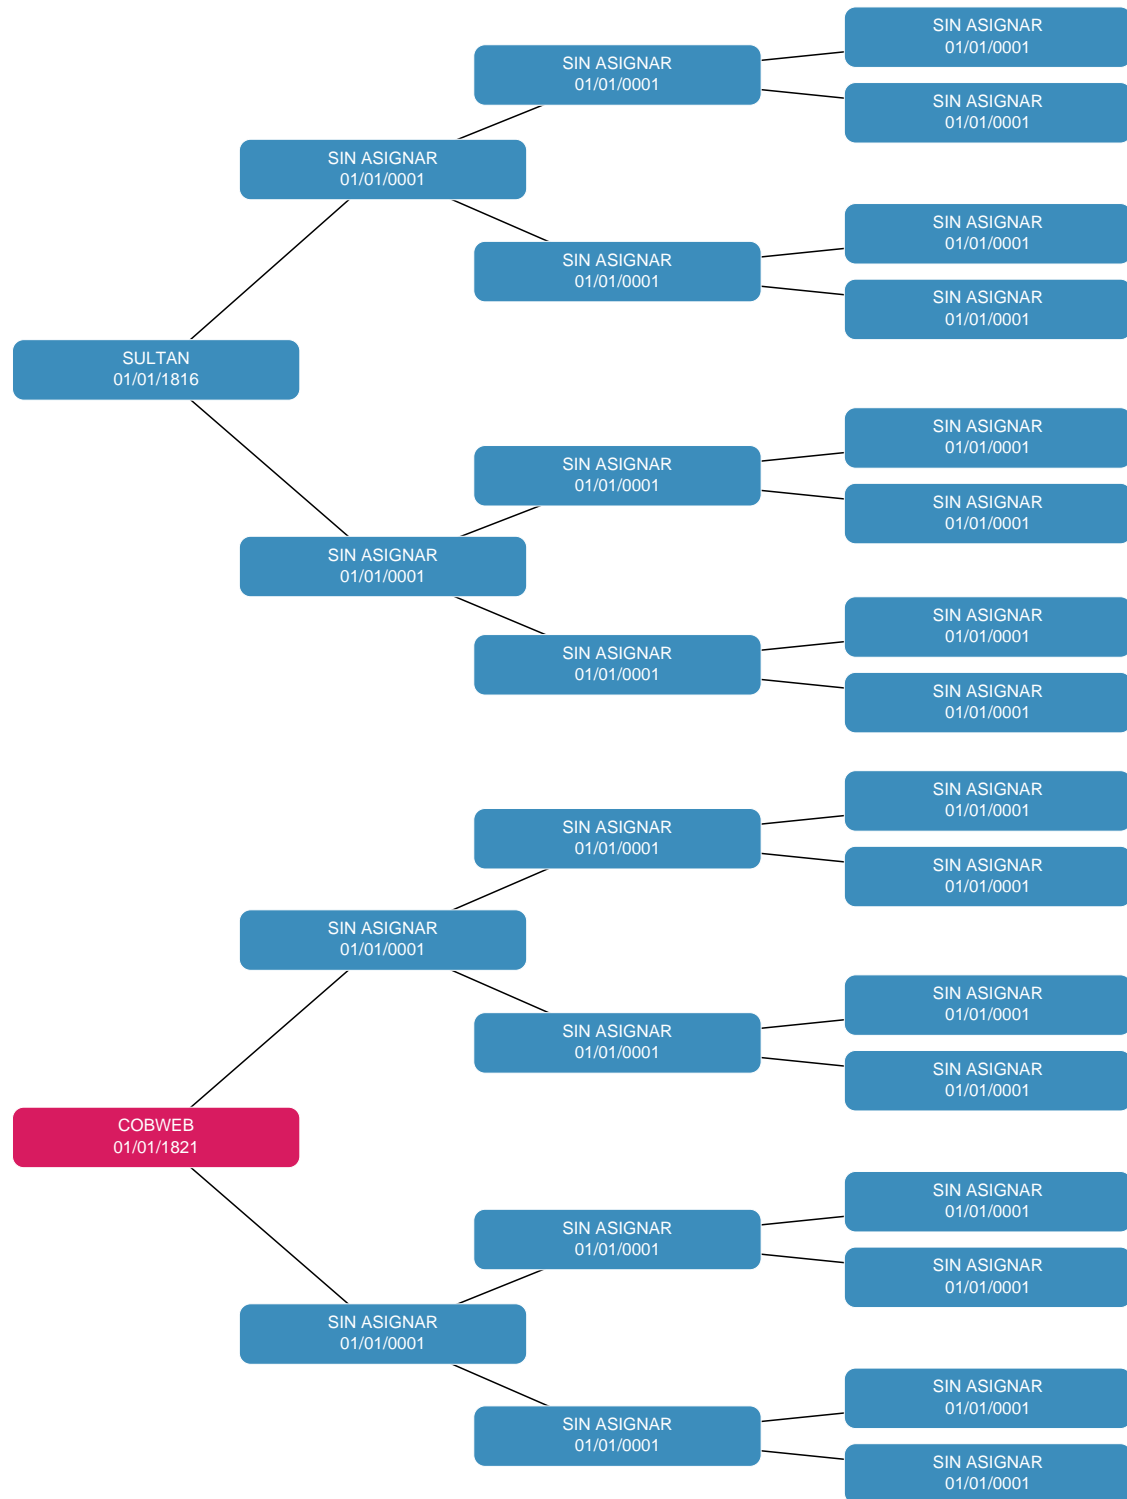 SIN ASIGNAR
01/01/0001
SIN ASIGNAR
01/01/0001
SIN ASIGNAR
01/01/0001
SIN ASIGNAR
01/01/0001
SIN ASIGNAR
01/01/0001
SIN ASIGNAR
01/01/0001
SIN ASIGNAR
01/01/0001
SULTAN
01/01/1816
SIN ASIGNAR
01/01/0001
SIN ASIGNAR
01/01/0001
SIN ASIGNAR
01/01/0001
SIN ASIGNAR
01/01/0001
SIN ASIGNAR
01/01/0001
SIN ASIGNAR
01/01/0001
SIN ASIGNAR
01/01/0001
SIN ASIGNAR
01/01/0001
SIN ASIGNAR
01/01/0001
SIN ASIGNAR
01/01/0001
SIN ASIGNAR
01/01/0001
SIN ASIGNAR
01/01/0001
SIN ASIGNAR
01/01/0001
SIN ASIGNAR
01/01/0001
COBWEB
01/01/1821
SIN ASIGNAR
01/01/0001
SIN ASIGNAR
01/01/0001
SIN ASIGNAR
01/01/0001
SIN ASIGNAR
01/01/0001
SIN ASIGNAR
01/01/0001
SIN ASIGNAR
01/01/0001
SIN ASIGNAR
01/01/0001